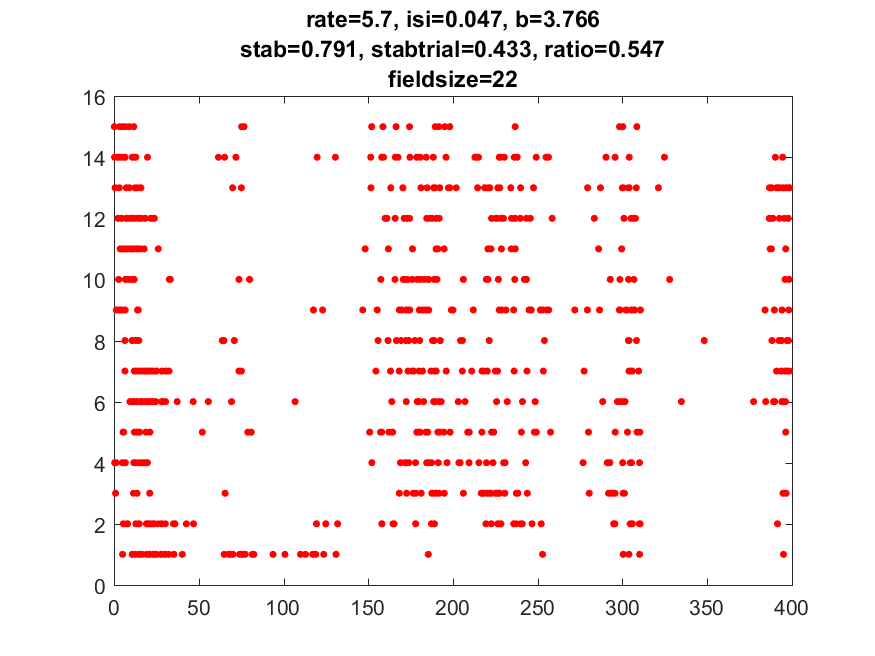 rate=5.7, isi=0.047, b=3.766
stab=0.791, stabtrial=0.433, ratio=0.547
fieldsize=22
16
14
12
10
8
6
4
2
0
0 50 100 150 200 250 300 350 400